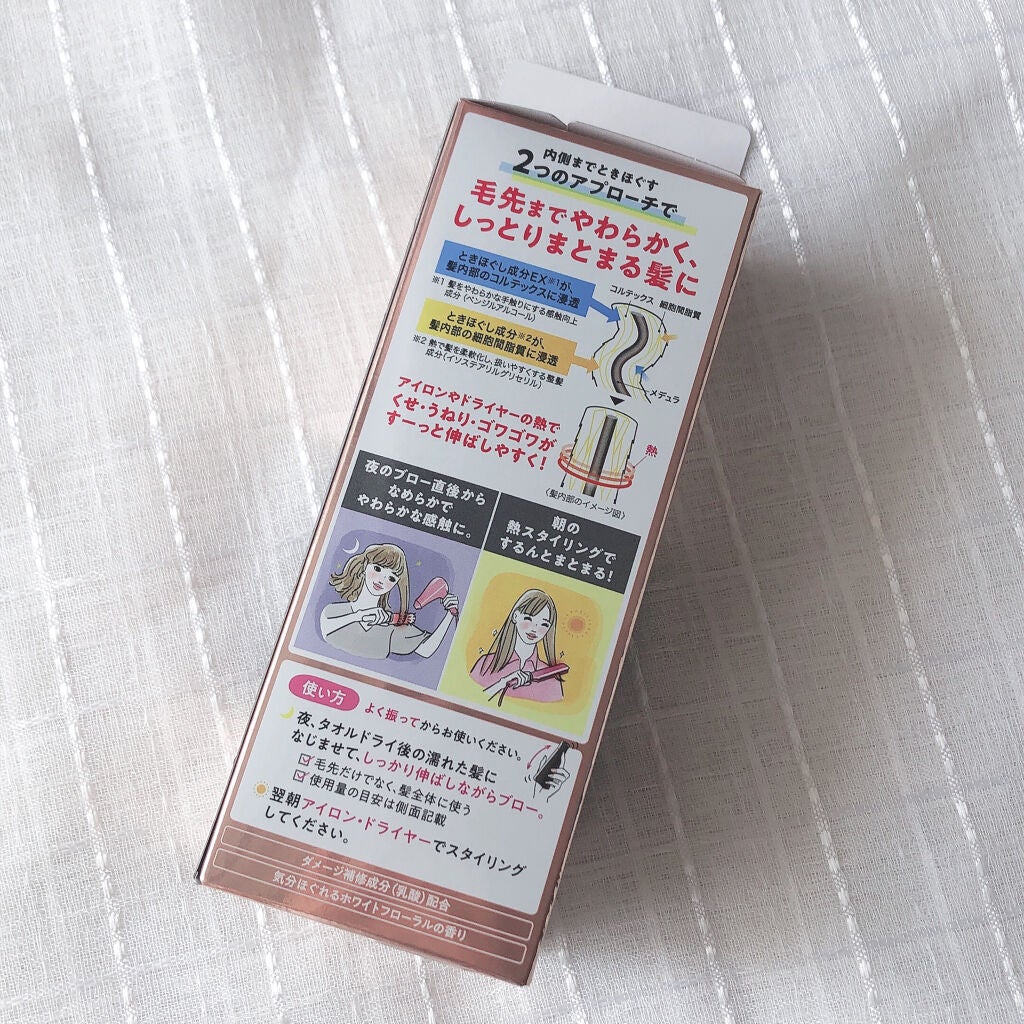 内側までときほぐす
2つのアプローチで
毛先までやわらかく、
しっとりまとまる髪に
ときほぐし成分EX※1が、
髪内部のコルテックスに浸透
※1 髪をやわらかな手触りにする感触向上
成分（ベンジルアルコール）
ときほぐし成分※2が、
髪内部の細胞間脂質に浸透
※2 熱で髪を柔軟化し、扱いやすくする整髪
成分（イソステアリルグリセリル）
コルテックス 細胞間脂質
メデュラ
熱
〈髪内部のイメージ図〉
アイロンやドライヤーの熱で
くせ・うねり・ゴワゴワが
すーっと伸ばしやすく！
夜のブロー直後から
なめらかで
やわらかな感触に。
朝の
熱スタイリングで
するんとまとまる！
使い方
よく振ってからお使いください。
夜、タオルドライ後の濡れた髪に
なじませて、しっかり伸ばしながらブロー。
毛先だけでなく、髪全体に使う
使用量の目安は側面記載
翌朝アイロン・ドライヤーでスタイリング
してください。
ダメージ補修成分（乳酸）配合
気分ほぐれるホワイトフローラルの香り